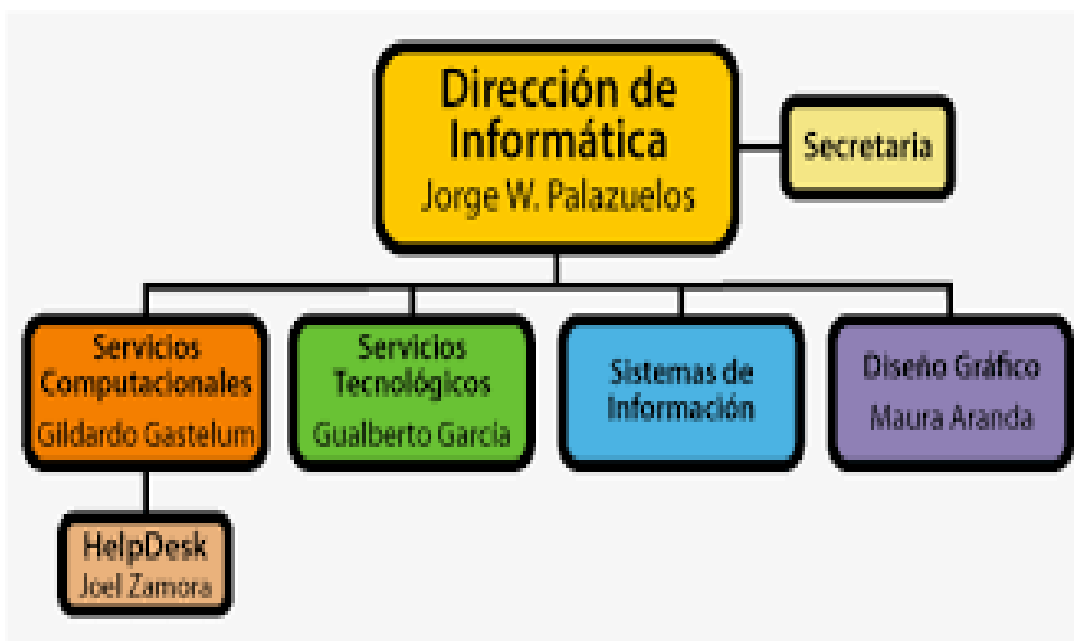 Dirección de
Informática
Jorge W. Palazuelos
Secretaria
Servicios
Computacionales
Gildardo Gastelum
Servicios
Tecnológicos
Gualberto García
Sistemas de
Información
Diseño Gráfico
Maura Aranda
HelpDesk
Joel Zamora